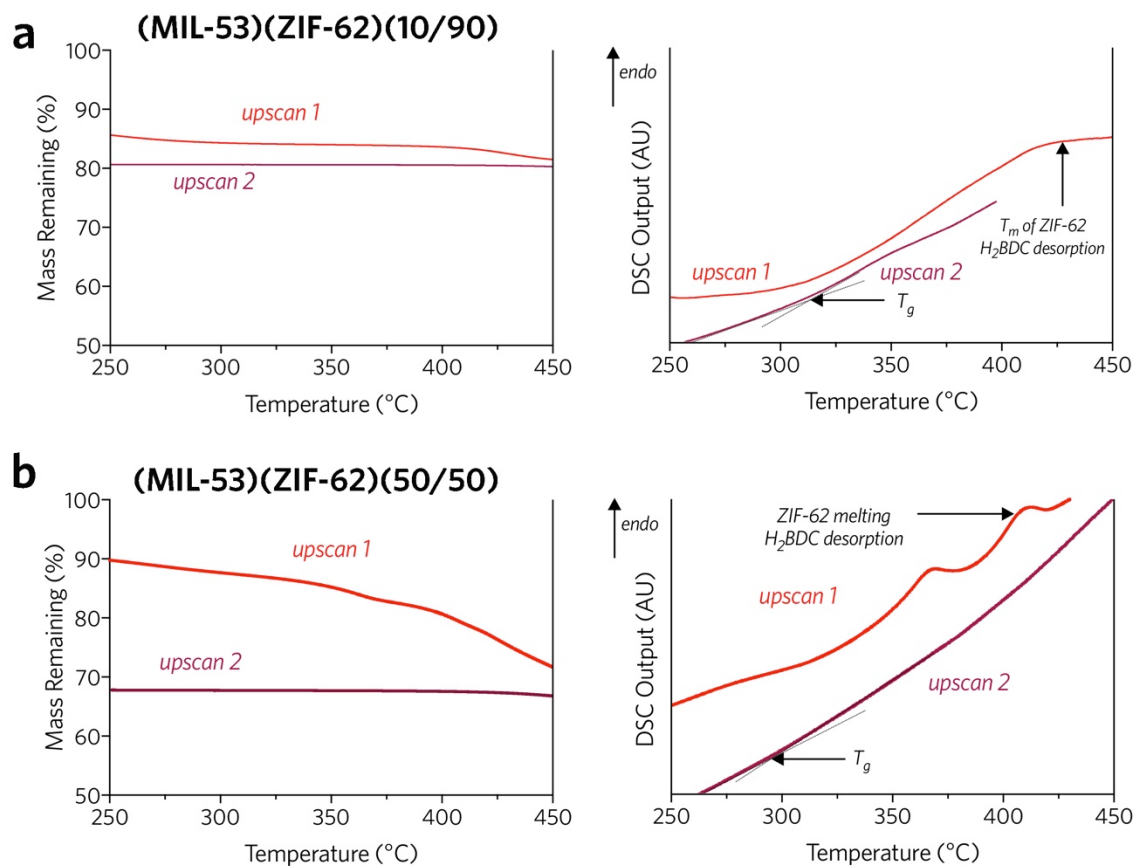 a
(MIL-53)(ZIF-62)(10/90)
100
90
80
70
60
50
Mass Remaining (%)
upscan 1
upscan 2
250
300
350
400
450
Temperature (°C)
endo
DSC Output (AU)
upscan 1
upscan 2
Tg
Tm of ZIF-62
H2BDC desorption
250
300
350
400
450
Temperature (°C)
b
(MIL-53)(ZIF-62)(50/50)
100
90
80
70
60
50
Mass Remaining (%)
upscan 1
upscan 2
250
300
350
400
450
Temperature (°C)
endo
DSC Output (AU)
ZIF-62 melting
H2BDC desorption
upscan 1
upscan 2
Tg
250
300
350
400
450
Temperature (°C)